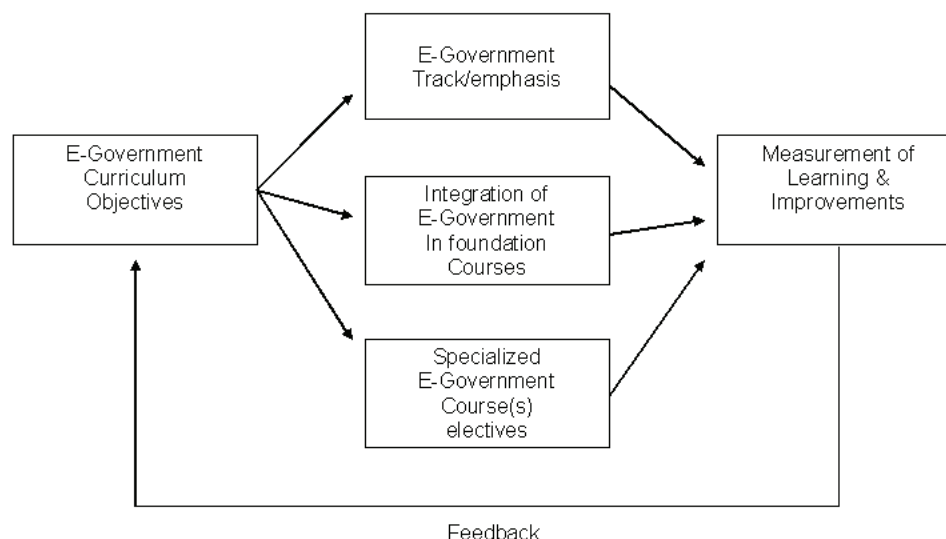 E-Government
Track/emphasis
E-Government
Curriculum
Objectives
Integration of
E-Government
In foundation
Courses
Specialized
E-Government
Course(s)
electives
Measurement of
Learning &
Improvements
Feedback